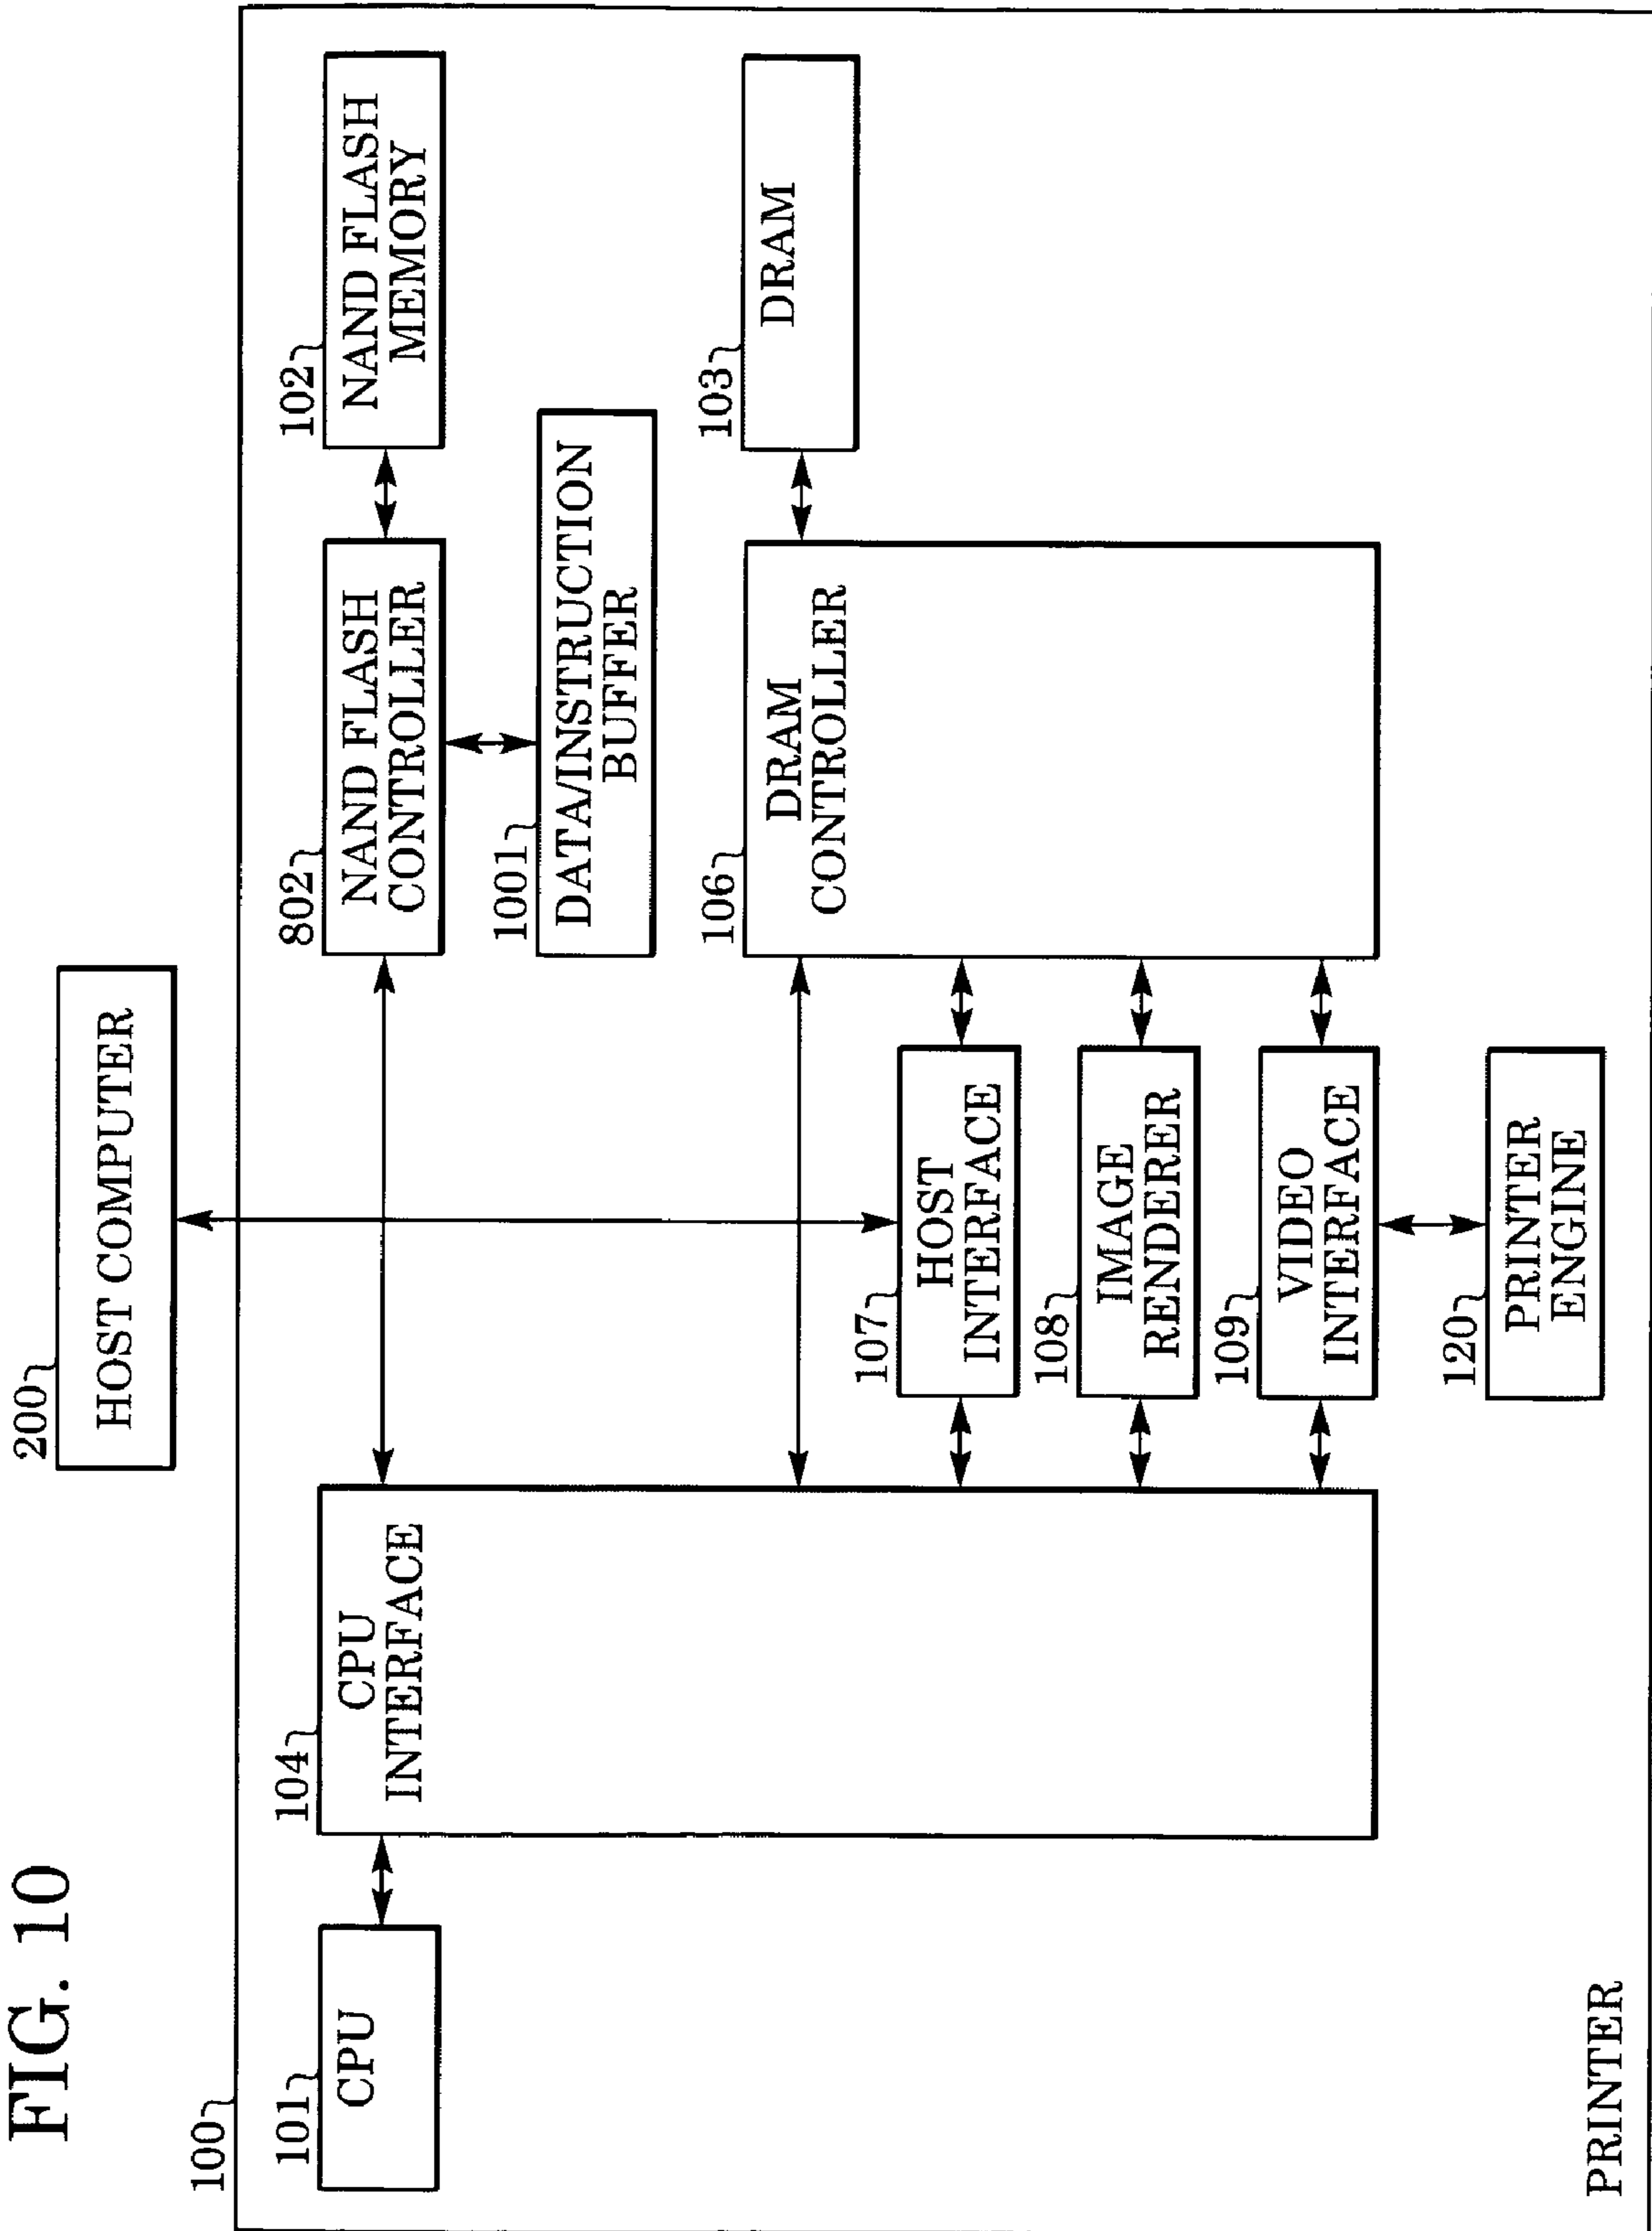 FIG. 10
200
HOST COMPUTER
100
101
CPU
104
CPU
INTERFACE
802
NAND FLASH
CONTROLLER
102
NAND FLASH
MEMORY
1001
DATA/INSTRUCTION
BUFFER
106
DRAM
CONTROLLER
103
DRAM
107
HOST
INTERFACE
108
IMAGE
RENDERER
109
VIDEO
INTERFACE
120
PRINTER
ENGINE
PRINTER